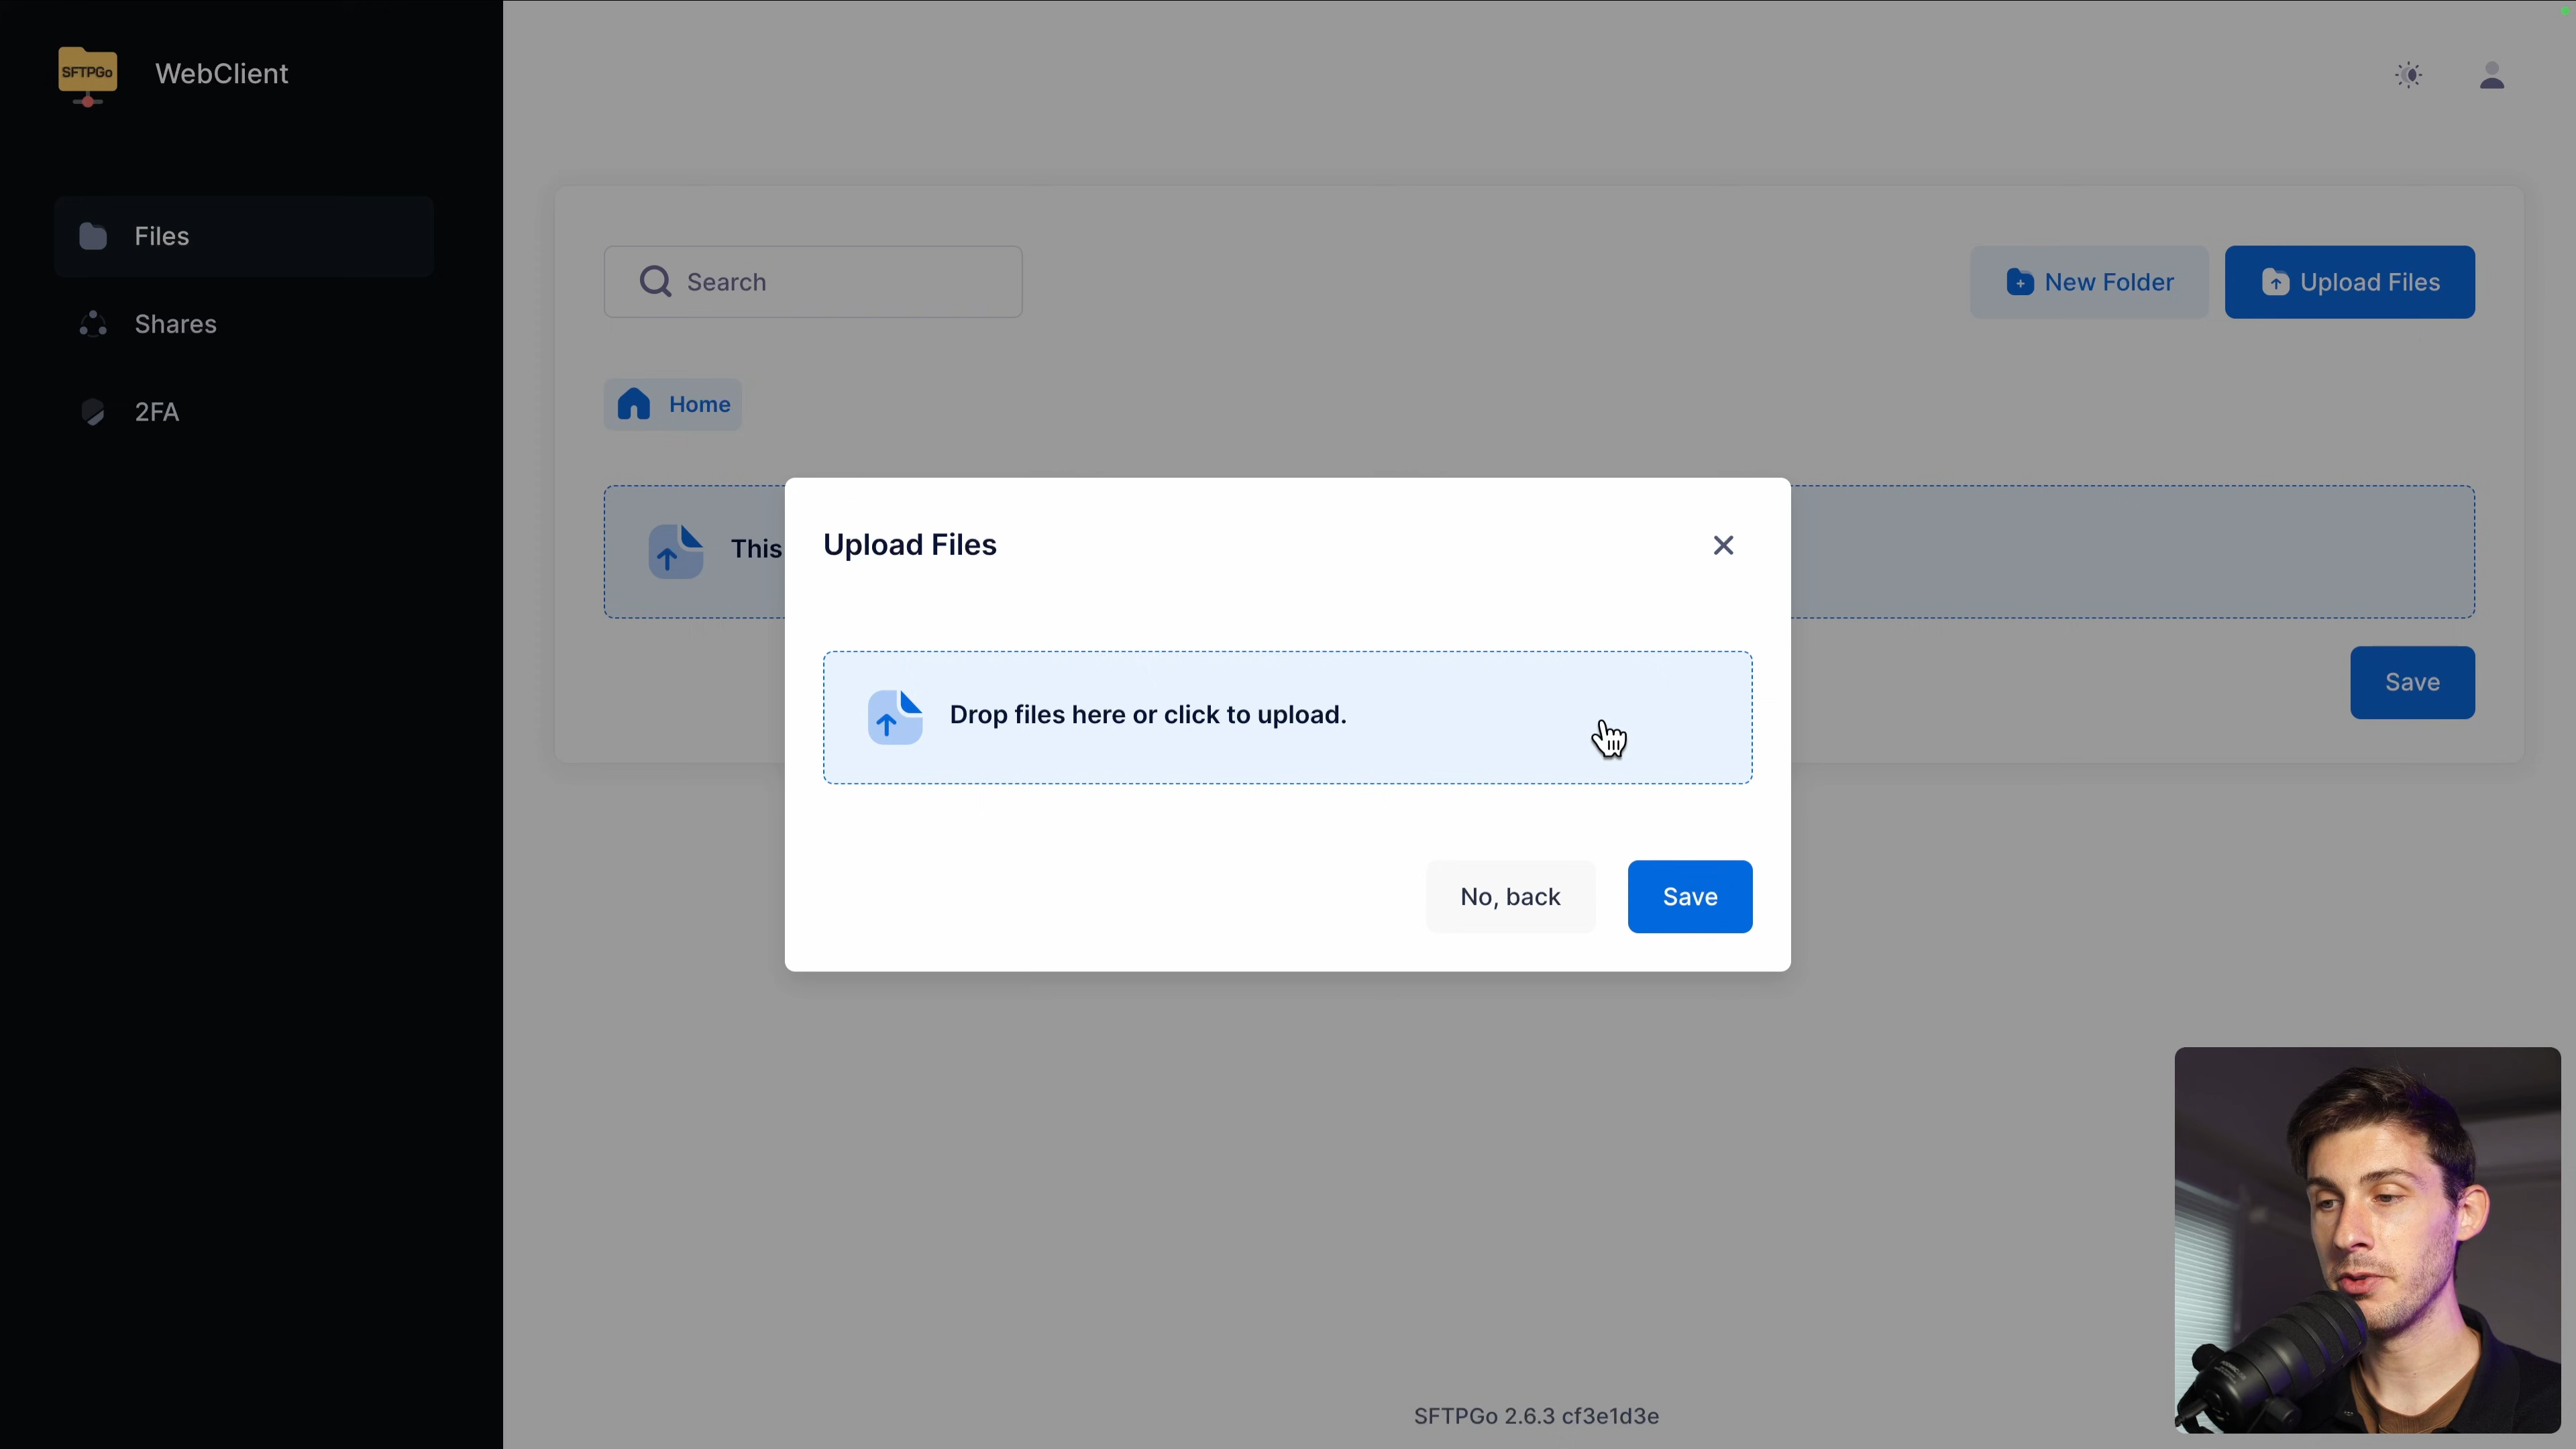 SFTPGo
WebClient
Files
Shares
2FA
Search
New Folder
Upload Files
Home
This
Upload Files
Drop files here or click to upload.
Save
No, back
Save
SFTPGo 2.6.3 cf3e1d3e